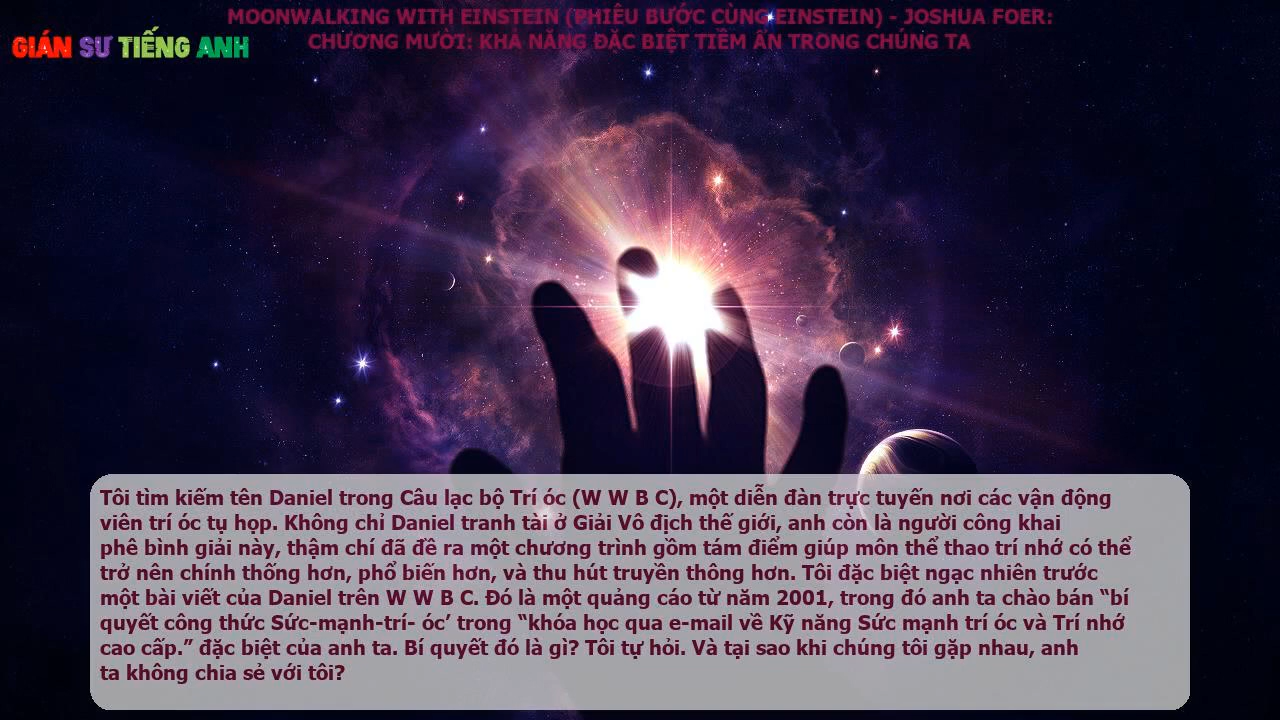 MOONWALKING WITH EINSTEIN (PHIÊU BƯỚC CÙNG EINSTEIN) - JOSHUA FOER:
CHƯƠNG MƯỜI: KHẢ NĂNG ĐẶC BIỆT TIỀM ẨN TRONG CHÚNG TA
GIÁN SƯ TIẾNG ANH
Tôi tìm kiếm tên Daniel trong Câu lạc bộ Trí óc (W W B C), một diễn đàn trực tuyến nơi các vận động
viên trí óc tụ họp. Không chỉ Daniel tranh tài ở Giải Vô địch thế giới, anh còn là người công khai
phê bình giải này, thậm chí đã đề ra một chương trình gồm tám điểm giúp môn thể thao trí nhớ có thể
trở nên chính thống hơn, phổ biến hơn, và thu hút truyền thông hơn. Tôi đặc biệt ngạc nhiên trước
một bài viết của Daniel trên W W B C. Đó là một quảng cáo từ năm 2001, trong đó anh ta chào bán “bí
quyết công thức Sức-mạnh-trí- óc’ trong “khóa học qua e-mail về Kỹ năng Sức mạnh trí óc và Trí nhớ
cao cấp.” đặc biệt của anh ta. Bí quyết đó là gì? Tôi tự hỏi. Và tại sao khi chúng tôi gặp nhau, anh
ta không chia sẻ với tôi?